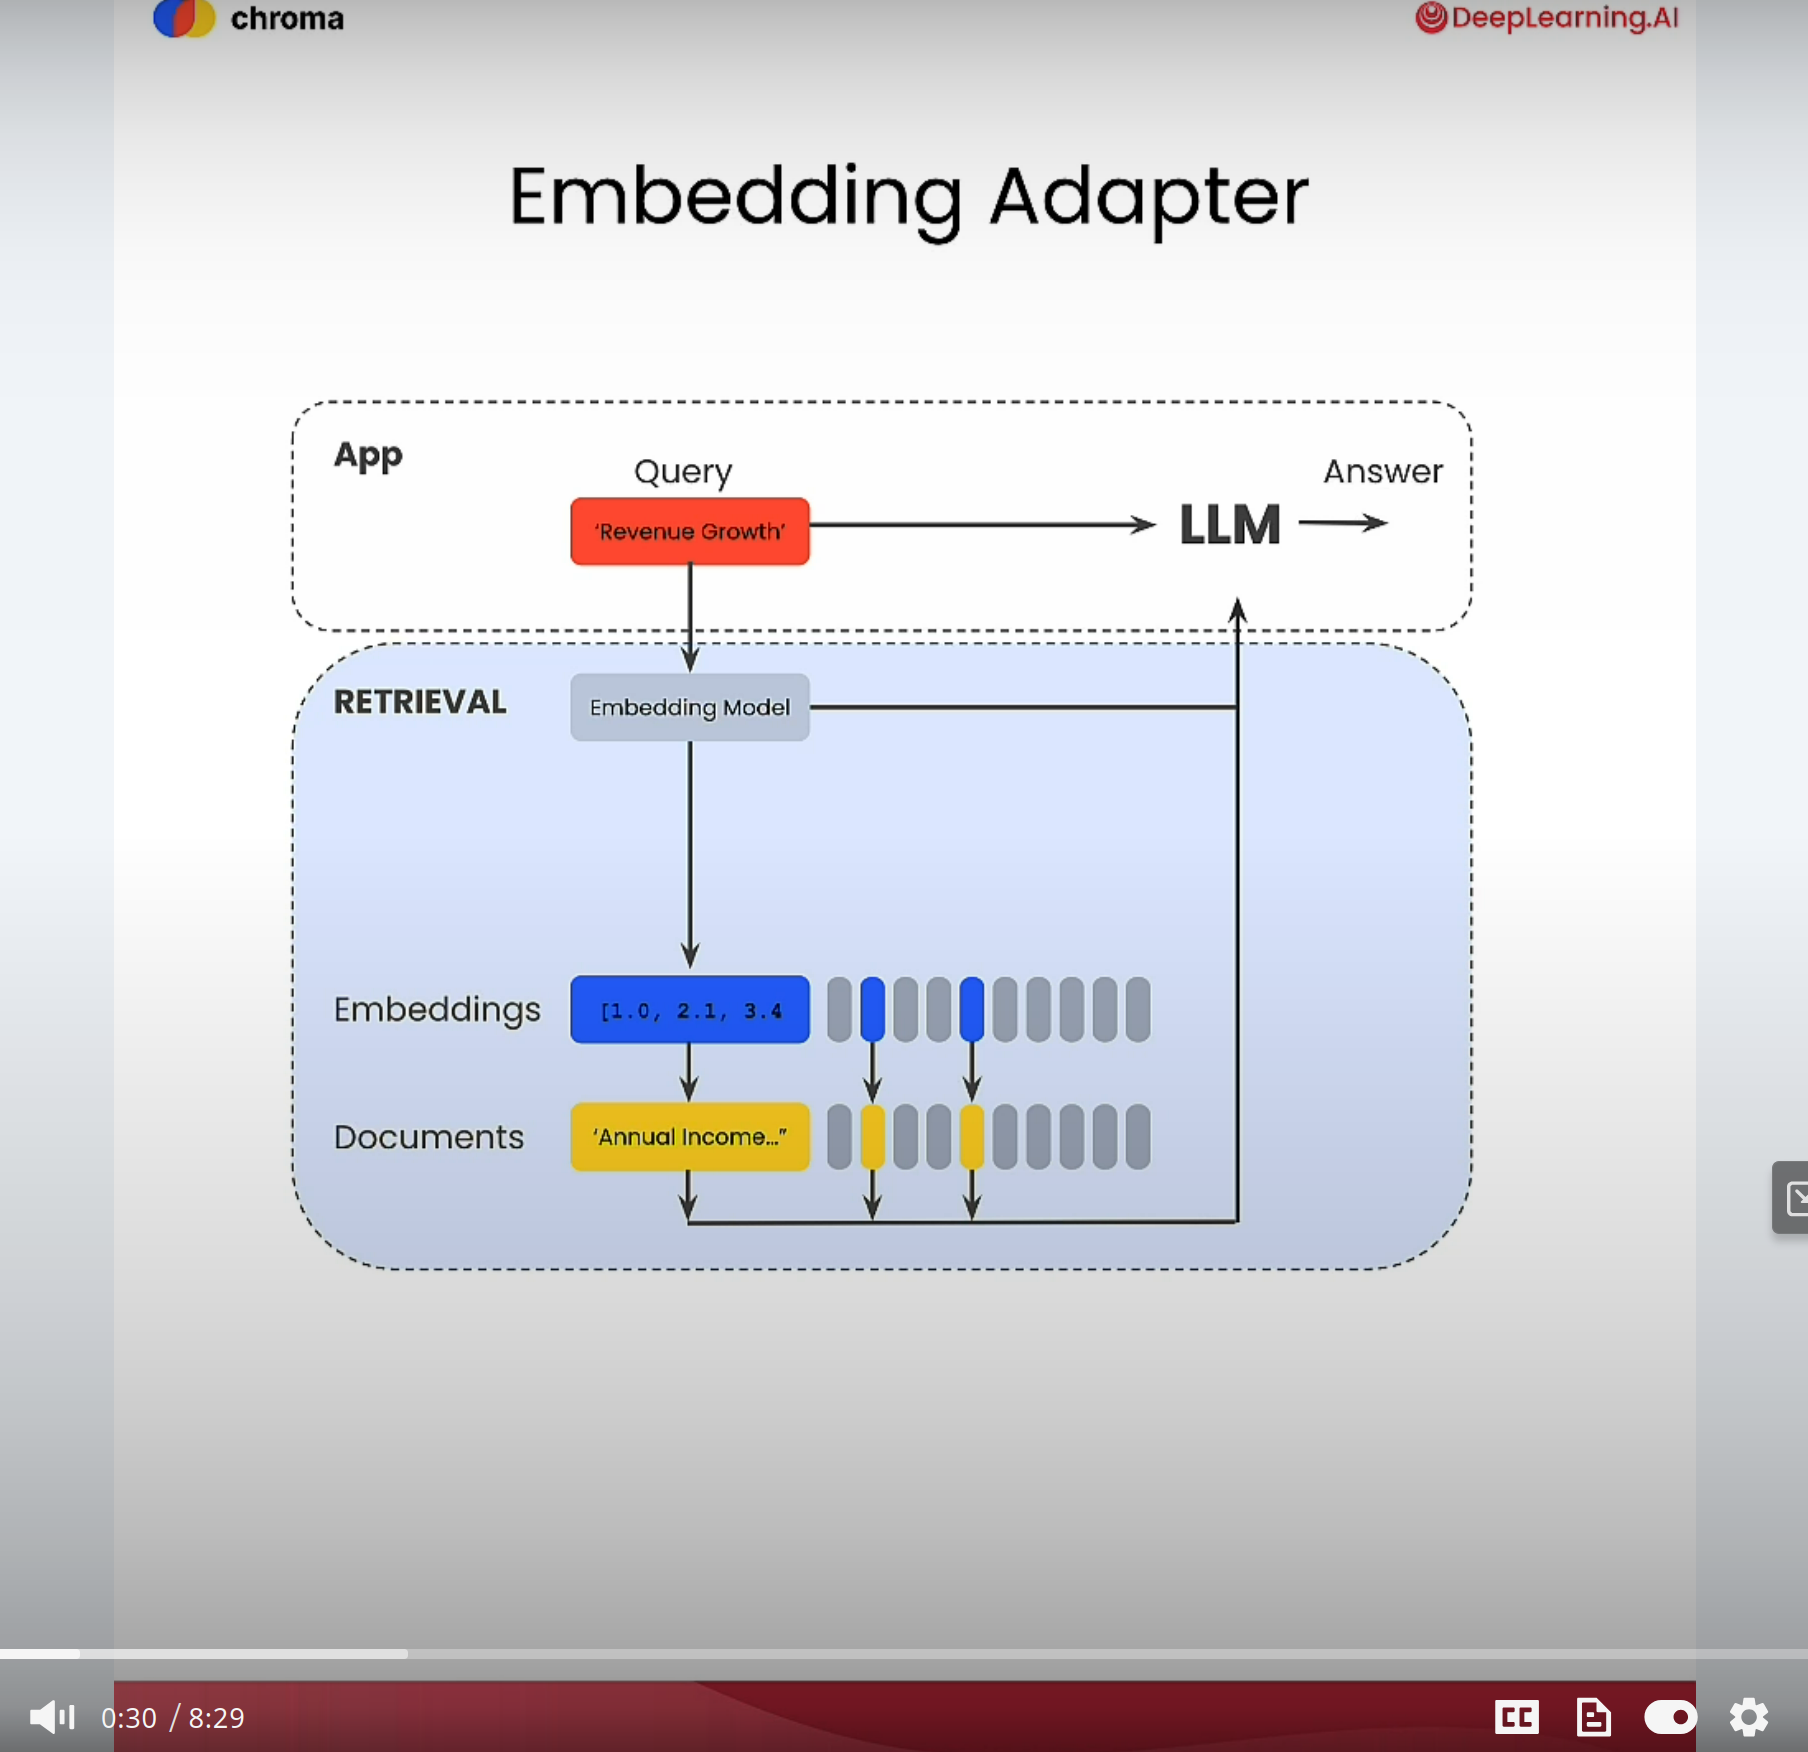 chroma
DeepLearning.AI
Embedding Adapter
App
Query
Answer
‘Revenue Growth’
LLM
RETRIEVAL
Embedding Model
Embeddings
[1.0, 2.1, 3.4
Documents
‘Annual Income...”
0:30 / 8:29
CC